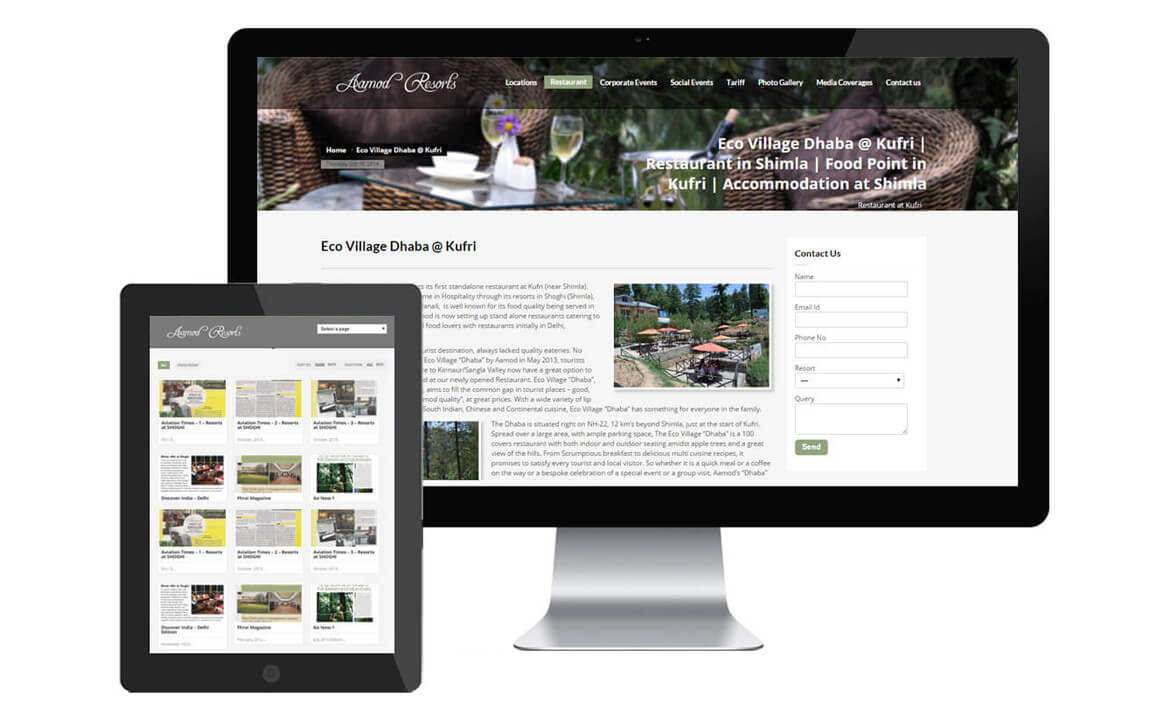 Aamod Resorts
Locations Restaurant Corporate Events Social Events Tariff Photo Gallery Media Coverages Contact us
Home Eco Village Dhaba @ Kufri
Eco Village Dhaba @ Kufri |
Restaurant in Shimla | Food Point in
Kufri | Accommodation at Shimla
Restaurant at Kufri
Eco Village Dhaba @ Kufri
ts its first standalone restaurant at Kufri (near Shimla).
me in Hospitality through its resorts in Shoghi (Shimla),
anali, is well known for its food quality being served in
ood is now setting up stand alone restaurants catering to
food lovers with restaurants initially in Delhi,
urist destination, always lacked quality eateries. No
Eco Village “Dhaba” by Aamod in May 2013, tourists
e to Kinnaur/Sangla Valley now have a great option to
d at our newly opened Restaurant. Eco Village “Dhaba”,
, aims to fill the common gap in tourist places – good,
mod quality”, at great prices. With a wide variety of lip
South Indian, Chinese and Continental cuisine, Eco Village “Dhaba” has something for everyone in the family.
The Dhaba is situated right on NH-22, 12 km's beyond Shimla, just at the start of Kufri.
Spread over a large area, with ample parking space, The Eco Village “Dhaba” is a 100
covers restaurant with both indoor and outdoor seating amidst apple trees and a great
view of the hills. From Scrumptious breakfast to delicious multi cuisine recipes, it
promises to satisfy every tourist and local visitor. So whether it is a quick meal or a coffee
on the way or a bespoke celebration of a special event or a group visit, Aamod's “Dhaba”
Contact Us
Name
Email Id
Phone No
Resort
Query
Send
Aamod Resorts
Select a page
Aviation Times - 1 - Resorts
at SHOGHI
Aviation Times - 2 - Resorts
at SHOGHI
Aviation Times - 3 - Resorts
at SHOGHI
Discover India - Delhi
Ffrnl Magazine
Go Now-1
Aviation Times - 1 - Resorts
at SHOGHI
Aviation Times - 2 - Resorts
at SHOGHI
Aviation Times - 3 - Resorts
at SHOGHI
Discover India - Delhi
Edition
Ffrnl Magazine
Go Now-1